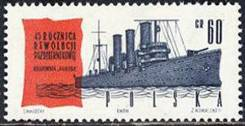 45 ROCZNICA
REWOLUCJI
PAŹDZIERNIKOWEJ
KRĄŻOWNIK „AURORA”
GR 60
POLSKA